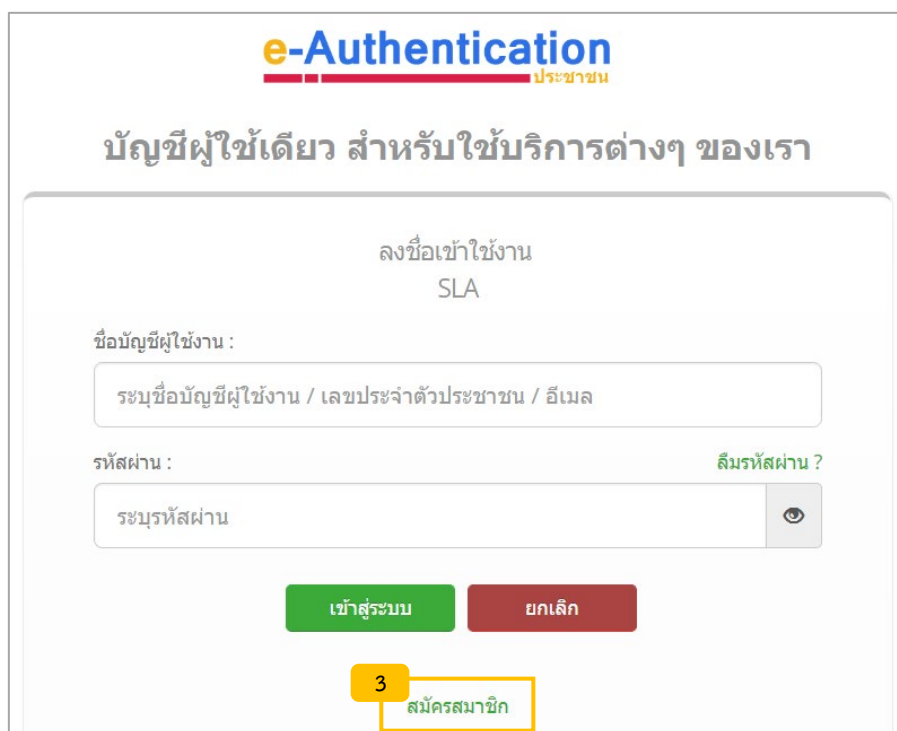 e-Authentication
ประชาชน
บัญชีผู้ใช้เดียว สำหรับใช้บริการต่างๆ ของเรา
ลงชื่อเข้าใช้งาน
SLA
ชื่อบัญชีผู้ใช้งาน :
ระบุชื่อบัญชีผู้ใช้งาน / เลขประจำตัวประชาชน / อีเมล
รหัสผ่าน : ลืมรหัสผ่าน ?
ระบุรหัสผ่าน
เข้าสู่ระบบ ยกเลิก
3
สมัครสมาชิก